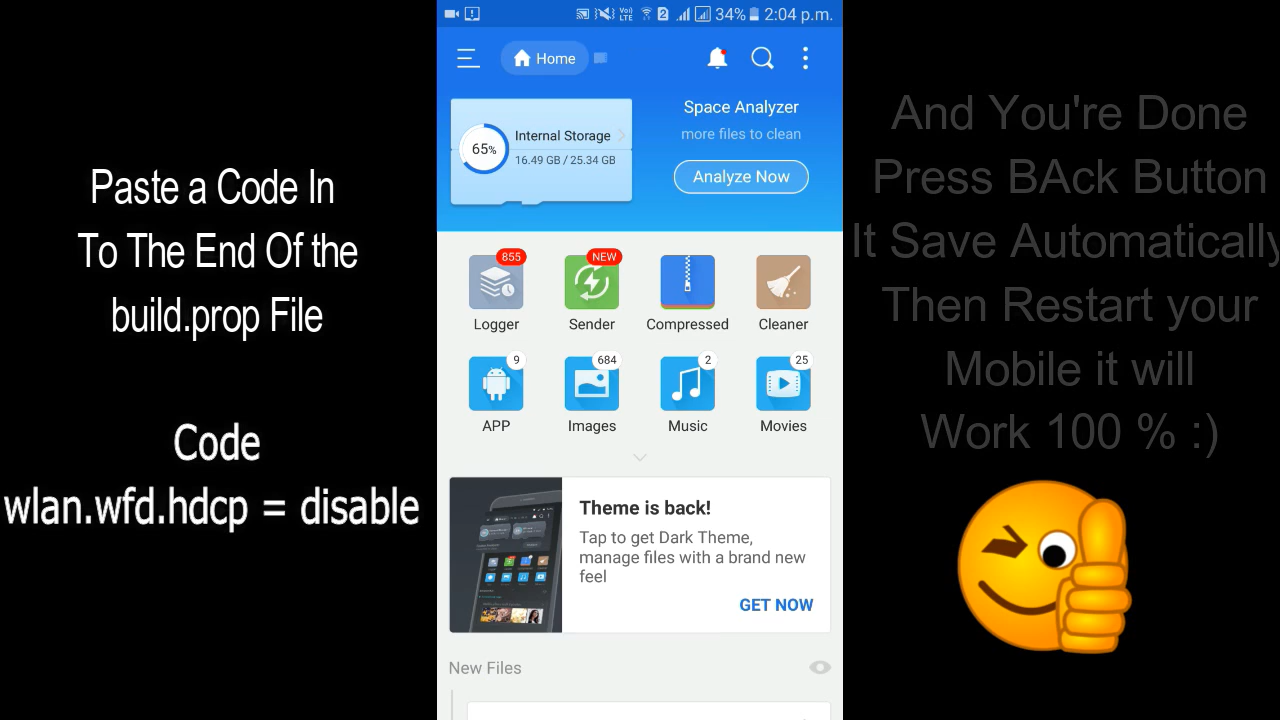 Paste a Code In
To The End Of the
build.prop File
Code
wlan.wfd.hdcp = disable
Vo))
LTE
2
34%
2:04 p.m.
Home
65%
Internal Storage
16.49 GB / 25.34 GB
Space Analyzer
more files to clean
Analyze Now
855
NEW
Logger
Sender
Compressed
Cleaner
9
684
2
25
APP
Images
Music
Movies
Theme is back!
Tap to get Dark Theme,
manage files with a brand new
feel
GET NOW
New Files
And You're Done
Press BAck Button
It Save Automatically
Then Restart your
Mobile it will
Work 100 % :)